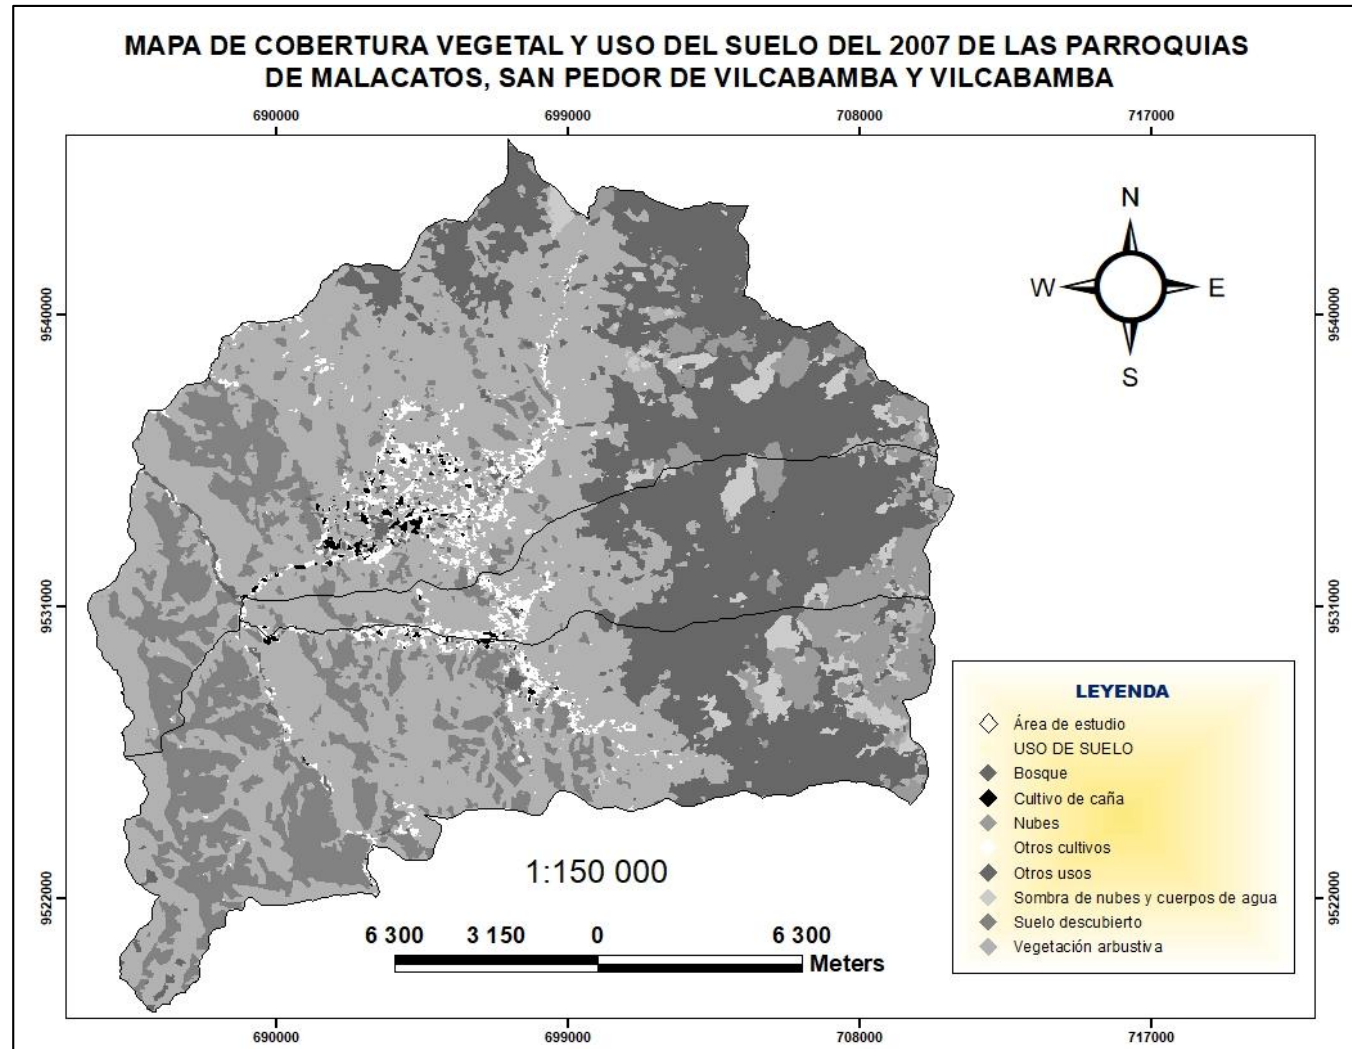 MAPA DE COBERTURA VEGETAL Y USO DEL SUELO DEL 2007 DE LAS PARROQUIAS
DE MALACATOS, SAN PEDOR DE VILCABAMBA Y VILCABAMBA
690000 699000 708000 717000
N
W E
S
9540000 9540000
9531000 9531000
9522000 9522000
LEYENDA
Área de estudio
USO DE SUELO
Bosque
Cultivo de caña
Nubes
Otros cultivos
Otros usos
Sombra de nubes y cuerpos de agua
Suelo descubierto
Vegetación arbustiva
1:150 000
6 300 3 150 0 6 300
Meters
690000 699000 708000 717000